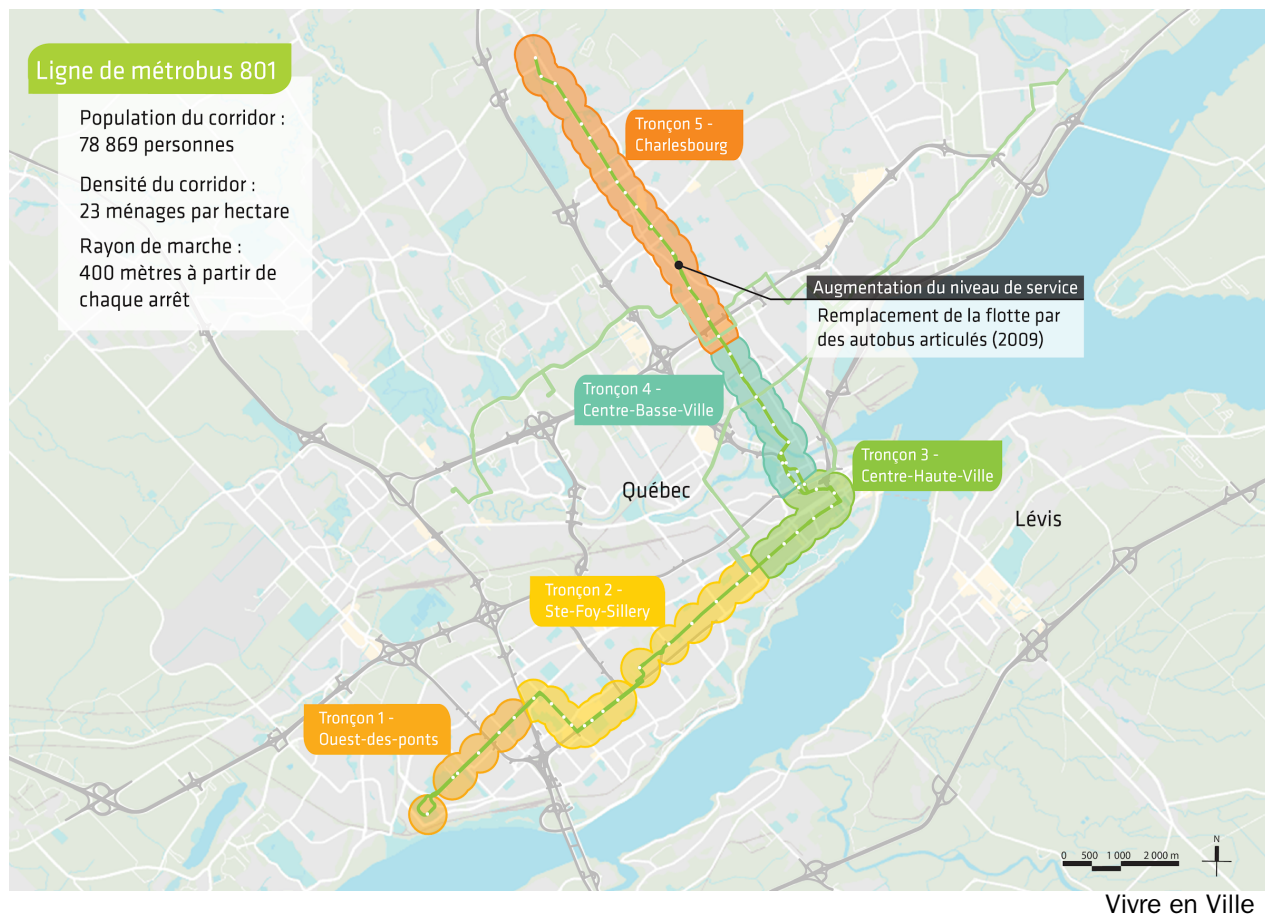 Ligne de métrobus 801
Population du corridor :
78 869 personnes
Densité du corridor :
23 ménages par hectare
Rayon de marche :
400 mètres à partir de
chaque arrêt
Tronçon 5 -
Charlesbourg
Augmentation du niveau de service
Remplacement de la flotte par
des autobus articulés (2009)
Tronçon 4 -
Centre-Basse-Ville
Tronçon 3 -
Centre-Haute-Ville
Québec
Lévis
Tronçon 2 -
Ste-Foy-Sillery
Tronçon 1 -
Ouest-des-ponts
N
0 500 1 000 2 000 m
Vivre en Ville